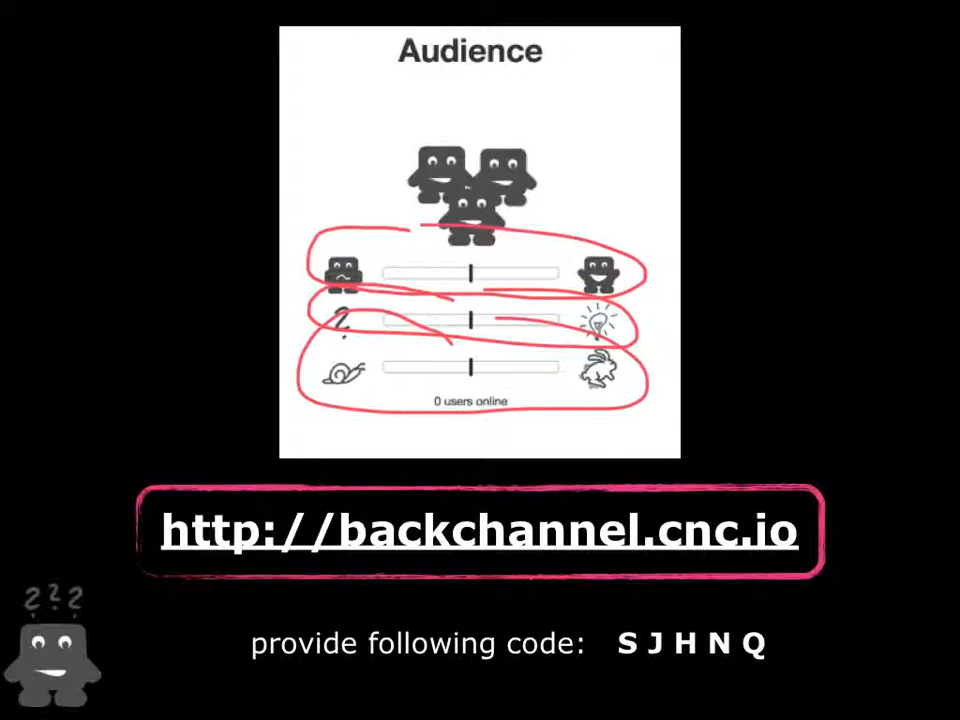 Audience
?
0 users online
http://backchannel.cnc.io
provide following code: S J H N Q
? ? ?